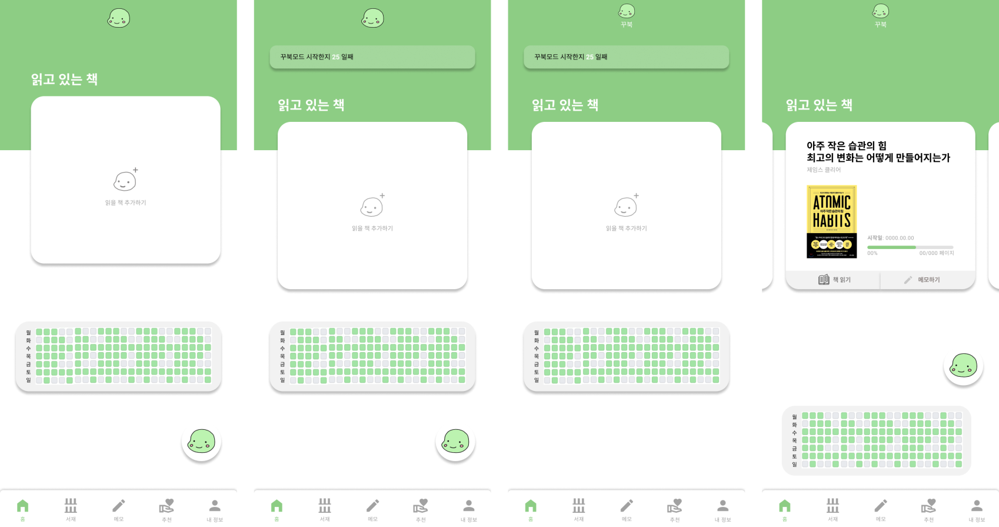 읽고 있는 책
읽을 책 추가하기
월
화
수
목
금
토
일
홈
서재
메모
추천
내 정보
꾸북모드 시작한지 25 일째
읽고 있는 책
읽을 책 추가하기
월
화
수
목
금
토
일
홈
서재
메모
추천
내 정보
꾸북
꾸북모드 시작한지 25 일째
읽고 있는 책
읽을 책 추가하기
월
화
수
목
금
토
일
홈
서재
메모
추천
내 정보
꾸북
읽고 있는 책
아주 작은 습관의 힘
최고의 변화는 어떻게 만들어지는가
제임스 클리어
ATOMIC
아주 작은 습관의 힘
HABITS
시작일: 0000.00.00
00%
00/000 페이지
책 읽기
메모하기
월
화
수
목
금
토
일
홈
서재
메모
추천
내 정보